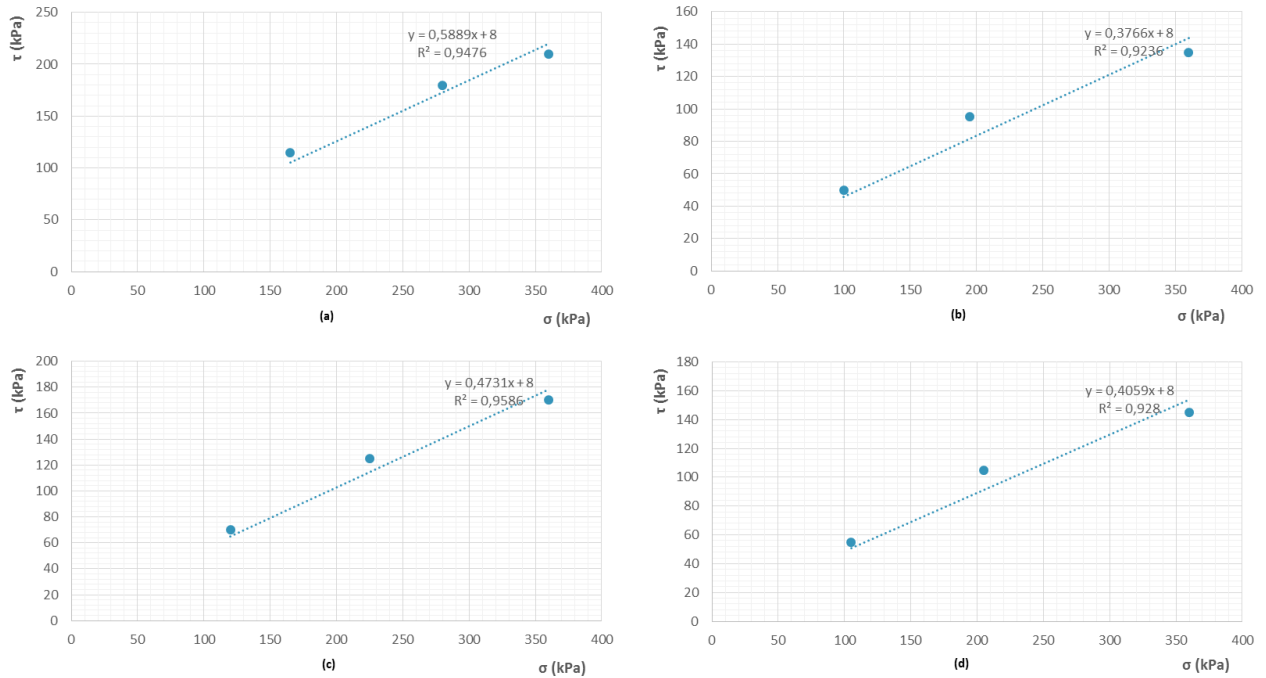 τ (kPa)
250
200
150
100
50
0
y = 0,5889x + 8
R² = 0,9476
0 50 100 150 200 250 300 350 400
(a)
σ (kPa)
τ (kPa)
160
140
120
100
80
60
40
20
0
y = 0,3766x + 8
R² = 0,9236
0 50 100 150 200 250 300 350 400
(b)
σ (kPa)
τ (kPa)
200
180
160
140
120
100
80
60
40
20
0
y = 0,4731x + 8
R² = 0,9586
0 50 100 150 200 250 300 350 400
(c)
σ (kPa)
τ (kPa)
180
160
140
120
100
80
60
40
20
0
y = 0,4059x + 8
R² = 0,928
0 50 100 150 200 250 300 350 400
(d)
σ (kPa)